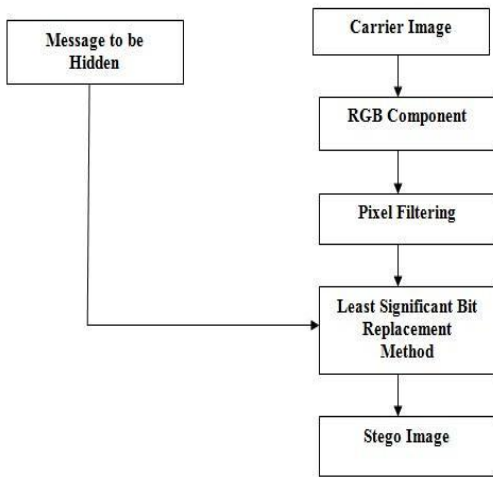 Message to be
Hidden
Carrier Image
RGB Component
Pixel Filtering
Least Significant Bit
Replacement
Method
Stego Image